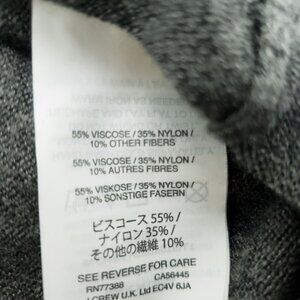 55% VISCOSE / 35% NYLON /
10% OTHER FIBERS
55% VISCOSE / 35% NYLON /
10% AUTRES FIBRES
55% VISKOSE / 35% NYLON /
10% SONSTIGE FASERN
ビスコース 55% /
ナイロン 35% /
その他の繊維 10%
SEE REVERSE FOR CARE
RN77388 CA56445
J.CREW U.K. Ltd EC4V 6JA